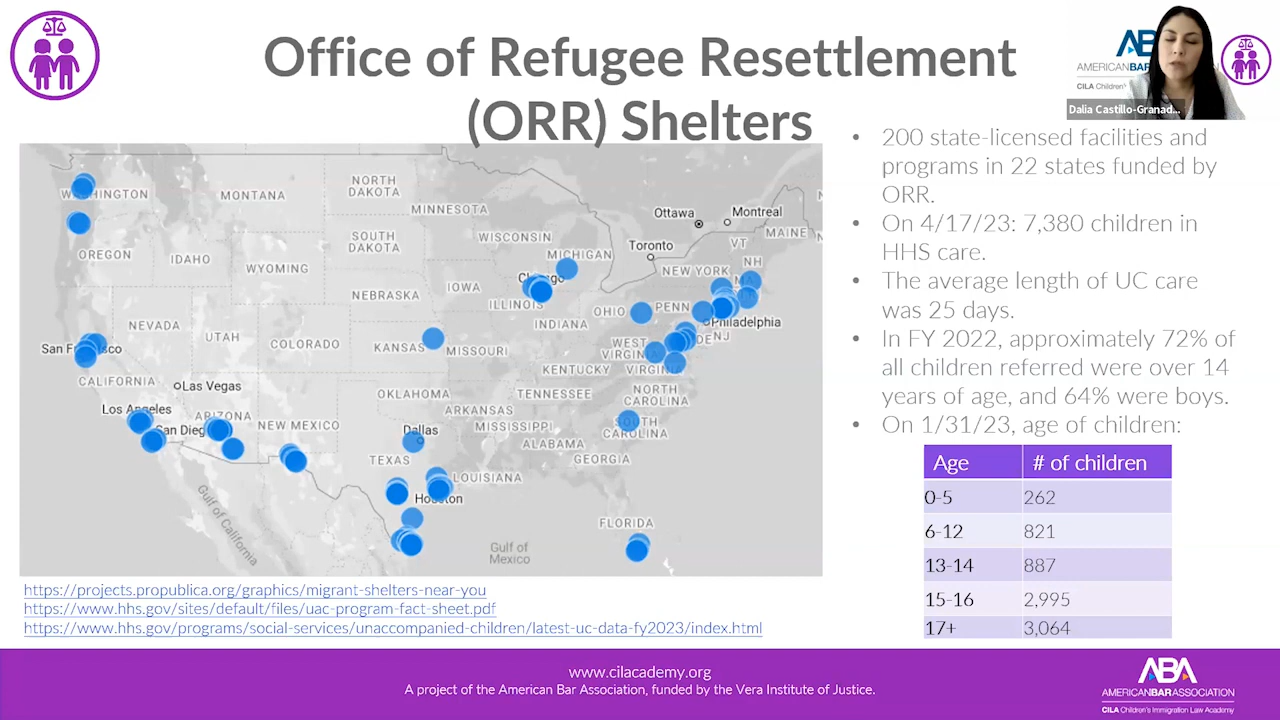 Office of Refugee Resettlement
(ORR) Shelters
AMERICANBAR
CILA Children'
Dalia Castillo-Granad...
WASHINGTON
MONTANA
NORTH
DAKOTA
MINNESOTA
Ottawa
Montreal
MAINE
OREGON
IDAHO
SOUTH
DAKOTA
WISCONSIN
MICHIGAN
Toronto
VT
NH
WYOMING
NEW YORK
MA
NEBRASKA
IOWA
Chicago
ILLINOIS
OHIO
PENN
NEVADA
UTAH
COLORADO
KANSAS
MISSOURI
INDIANA
Philadelphia
San Francisco
WEST
VIRGINIA
DE
NJ
CALIFORNIA
Las Vegas
KENTUCKY
VIRGINIA
Los Angeles
ARIZONA
NEW MEXICO
OKLAHOMA
ARKANSAS
TENNESSEE
NORTH
CAROLINA
San Diego
Dallas
MISSISSIPPI
SOUTH
CAROLINA
ALABAMA
TEXAS
LOUISIANA
GEORGIA
Houston
FLORIDA
Gulf of California
Gulf of
Mexico
• 200 state-licensed facilities and
programs in 22 states funded by
ORR.
• On 4/17/23: 7,380 children in
HHS care.
• The average length of UC care
was 25 days.
• In FY 2022, approximately 72% of
all children referred were over 14
years of age, and 64% were boys.
• On 1/31/23, age of children:
Age # of children
0-5 262
6-12 821
13-14 887
15-16 2,995
17+ 3,064
https://projects.propublica.org/graphics/migrant-shelters-near-you
https://www.hhs.gov/sites/default/files/uac-program-fact-sheet.pdf
https://www.hhs.gov/programs/social-services/unaccompanied-children/latest-uc-data-fy2023/index.html
www.cilacademy.org
A project of the American Bar Association, funded by the Vera Institute of Justice.
ABA
AMERICANBARASSOCIATION
CILA Children's Immigration Law Academy